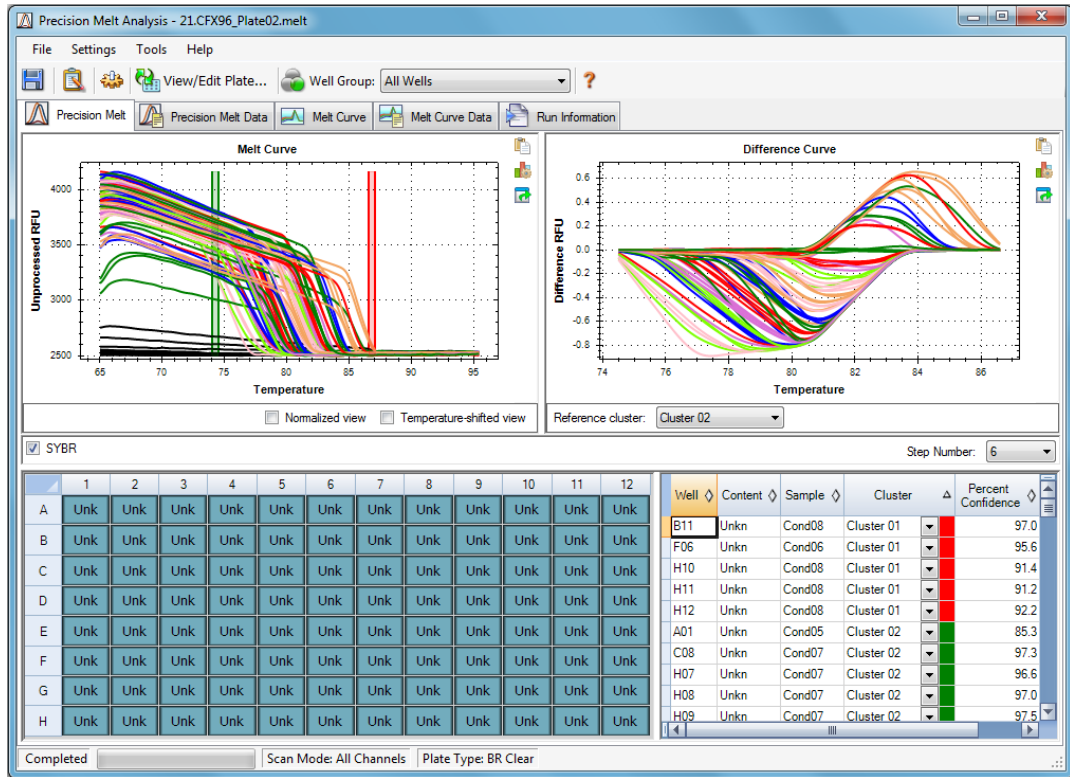 Precision Melt Analysis - 21.CFX96_Plate02.melt
File Settings Tools Help
View/Edit Plate... Well Group: All Wells ?
Precision Melt Precision Melt Data Melt Curve Melt Curve Data Run Information
Melt Curve
Unprocessed RFU
4000
3500
3000
2500
65 70 75 80 85 90 95
Temperature
Normalized view Temperature-shifted view
Difference Curve
Difference RFU
0.6
0.4
0.2
0.0
-0.2
-0.4
-0.6
-0.8
74 76 78 80 82 84 86
Temperature
Reference cluster: Cluster 02
SYBR
Step Number: 6
1 2 3 4 5 6 7 8 9 10 11 12
A Unk Unk Unk Unk Unk Unk Unk Unk Unk Unk Unk Unk
B Unk Unk Unk Unk Unk Unk Unk Unk Unk Unk Unk Unk
C Unk Unk Unk Unk Unk Unk Unk Unk Unk Unk Unk Unk
D Unk Unk Unk Unk Unk Unk Unk Unk Unk Unk Unk Unk
E Unk Unk Unk Unk Unk Unk Unk Unk Unk Unk Unk Unk
F Unk Unk Unk Unk Unk Unk Unk Unk Unk Unk Unk Unk
G Unk Unk Unk Unk Unk Unk Unk Unk Unk Unk Unk Unk
H Unk Unk Unk Unk Unk Unk Unk Unk Unk Unk Unk Unk
Well Content Sample Cluster Percent
Confidence
B11 Unkn Cond08 Cluster 01 97.0
F06 Unkn Cond06 Cluster 01 95.6
H10 Unkn Cond08 Cluster 01 91.4
H11 Unkn Cond08 Cluster 01 91.2
H12 Unkn Cond08 Cluster 01 92.2
A01 Unkn Cond05 Cluster 02 85.3
C08 Unkn Cond07 Cluster 02 97.3
H07 Unkn Cond07 Cluster 02 96.6
H08 Unkn Cond07 Cluster 02 97.0
H09 Unkn Cond07 Cluster 02 97.5
Completed Scan Mode: All Channels Plate Type: BR Clear